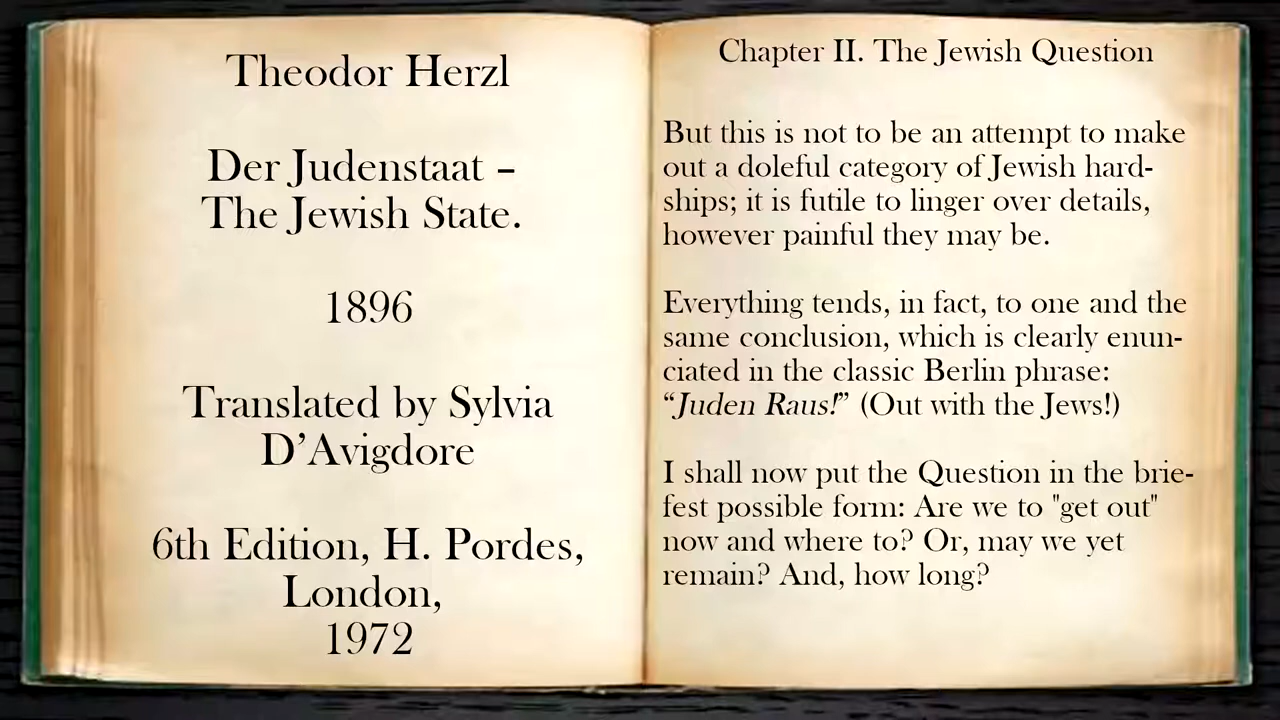 Theodor Herzl
Der Judenstaat –
The Jewish State.
1896
Translated by Sylvia
D’Avigdore
6th Edition, H. Pordes,
London,
1972
Chapter II. The Jewish Question
But this is not to be an attempt to make
out a doleful category of Jewish hard-
ships; it is futile to linger over details,
however painful they may be.
Everything tends, in fact, to one and the
same conclusion, which is clearly enun-
ciated in the classic Berlin phrase:
“Juden Raus!” (Out with the Jews!)
I shall now put the Question in the brie-
fest possible form: Are we to "get out"
now and where to? Or, may we yet
remain? And, how long?